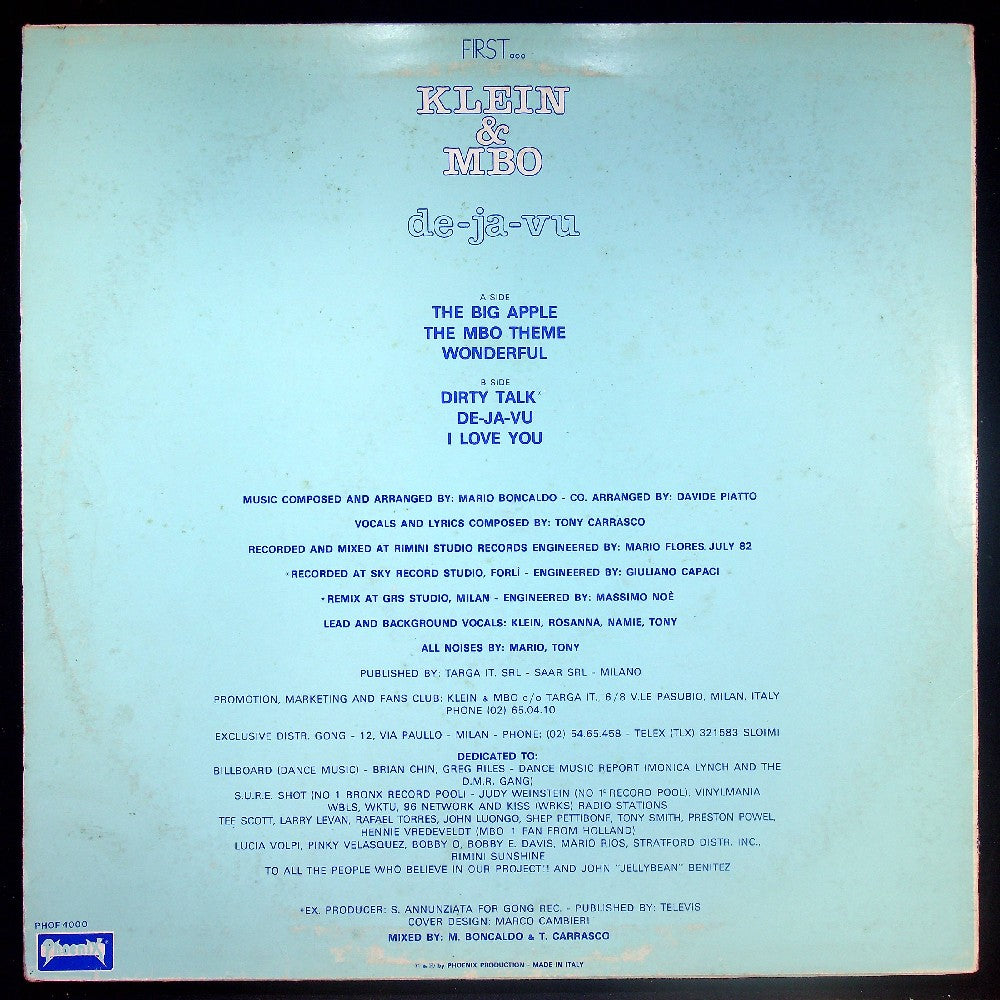 FIRST...
KLEIN
&
MBO
de-ja-vu
A SIDE
THE BIG APPLE
THE MBO THEME
WONDERFUL
B SIDE
DIRTY TALK*
DE-JA-VU
I LOVE YOU
MUSIC COMPOSED AND ARRANGED BY: MARIO BONCALDO - CO. ARRANGED BY: DAVIDE PIATTO
VOCALS AND LYRICS COMPOSED BY: TONY CARRASCO
RECORDED AND MIXED AT RIMINI STUDIO RECORDS ENGINEERED BY: MARIO FLORES. JULY 82
*RECORDED AT SKY RECORD STUDIO, FORLÌ - ENGINEERED BY: GIULIANO CAPACI
*REMIX AT GRS STUDIO, MILAN - ENGINEERED BY: MASSIMO NOÈ
LEAD AND BACKGROUND VOCALS: KLEIN, ROSANNA, NAMIE, TONY
ALL NOISES BY: MARIO, TONY
PUBLISHED BY: TARGA IT. SRL - SAAR SRL - MILANO
PROMOTION, MARKETING AND FANS CLUB: KLEIN & MBO c/o TARGA IT., 6/8 V.LE PASUBIO, MILAN, ITALY
PHONE (02) 65.04.10
EXCLUSIVE DISTR. GONG - 12, VIA PAULLO - MILAN - PHONE: (02) 54.65.458 - TELEX (TLX) 321583 SLOIMI
DEDICATED TO:
BILLBOARD (DANCE MUSIC) - BRIAN CHIN, GREG RILES - DANCE MUSIC REPORT (MONICA LYNCH AND THE
D.M.R. GANG)
S.U.R.E. SHOT (NO 1 BRONX RECORD POOL) - JUDY WEINSTEIN (NO 1° RECORD POOL), VINYLMANIA
WBLS, WKTU, 96 NETWORK AND KISS (WRKS) RADIO STATIONS
TEE SCOTT, LARRY LEVAN, RAFAEL TORRES, JOHN LUONGO, SHEP PETTIBONE, TONY SMITH, PRESTON POWEL,
HENNIE VREDEVELDT (MBO 1 FAN FROM HOLLAND)
LUCIA VOLPI, PINKY VELASQUEZ, BOBBY O, BOBBY E. DAVIS, MARIO RIOS, STRATFORD DISTR. INC.,
RIMINI SUNSHINE
TO ALL THE PEOPLE WHO BELIEVE IN OUR PROJECT!! AND JOHN "JELLYBEAN" BENITEZ
*EX. PRODUCER: S. ANNUNZIATA FOR GONG REC. - PUBLISHED BY: TELEVIS
COVER DESIGN: MARCO CAMBIERI
MIXED BY: M. BONCALDO & T. CARRASCO
PHOF 1000
Phoenix
© & ℗ by PHOENIX PRODUCTION - MADE IN ITALY